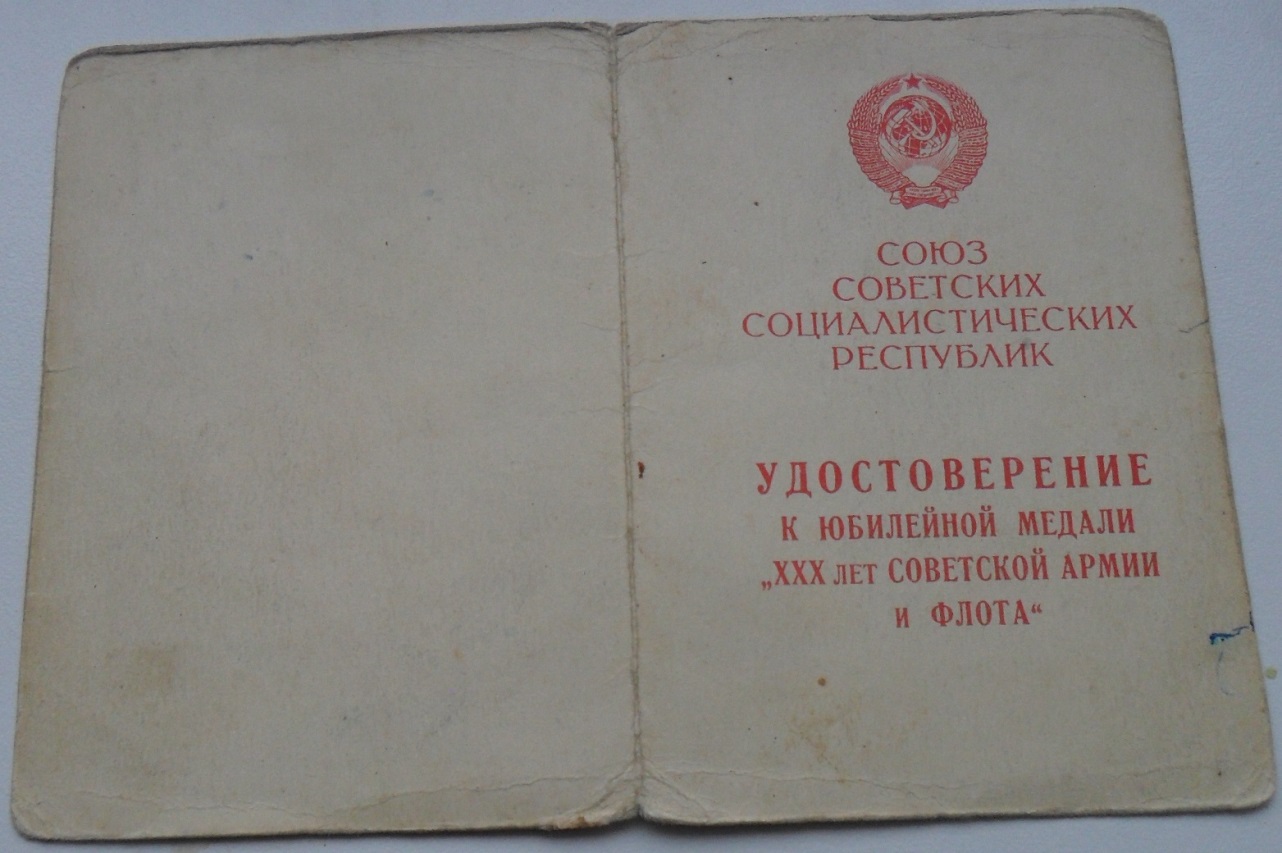 СОЮЗ
СОВЕТСКИХ
СОЦИАЛИСТИЧЕСКИХ
РЕСПУБЛИК
УДОСТОВЕРЕНИЕ
К ЮБИЛЕЙНОЙ МЕДАЛИ
„XXX ЛЕТ СОВЕТСКОЙ АРМИИ
И ФЛОТА“